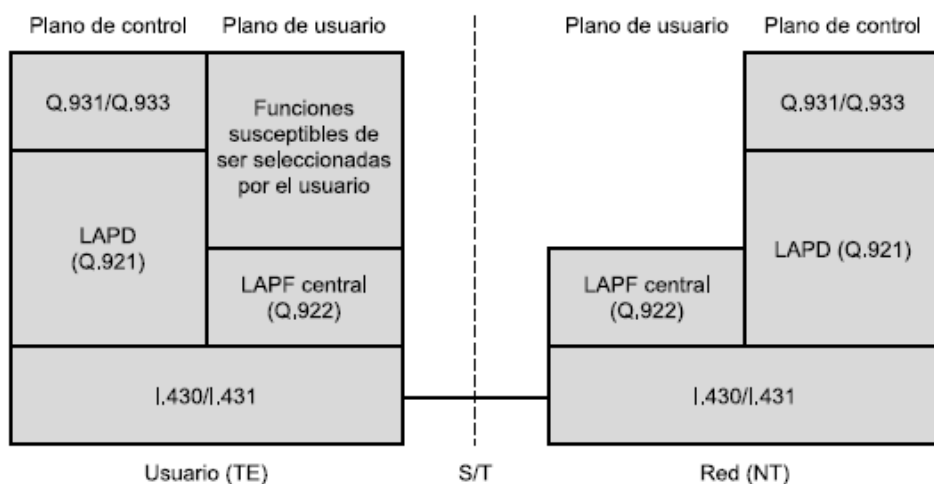 Plano de control
Plano de usuario
Plano de usuario
Plano de control
Q.931/Q.933
Funciones
susceptibles de
ser seleccionadas
por el usuario
Q.931/Q.933
LAPD
(Q.921)
LAPF central
(Q.922)
LAPF central
(Q.922)
LAPD (Q.921)
I.430/I.431
I.430/I.431
Usuario (TE)
S/T
Red (NT)